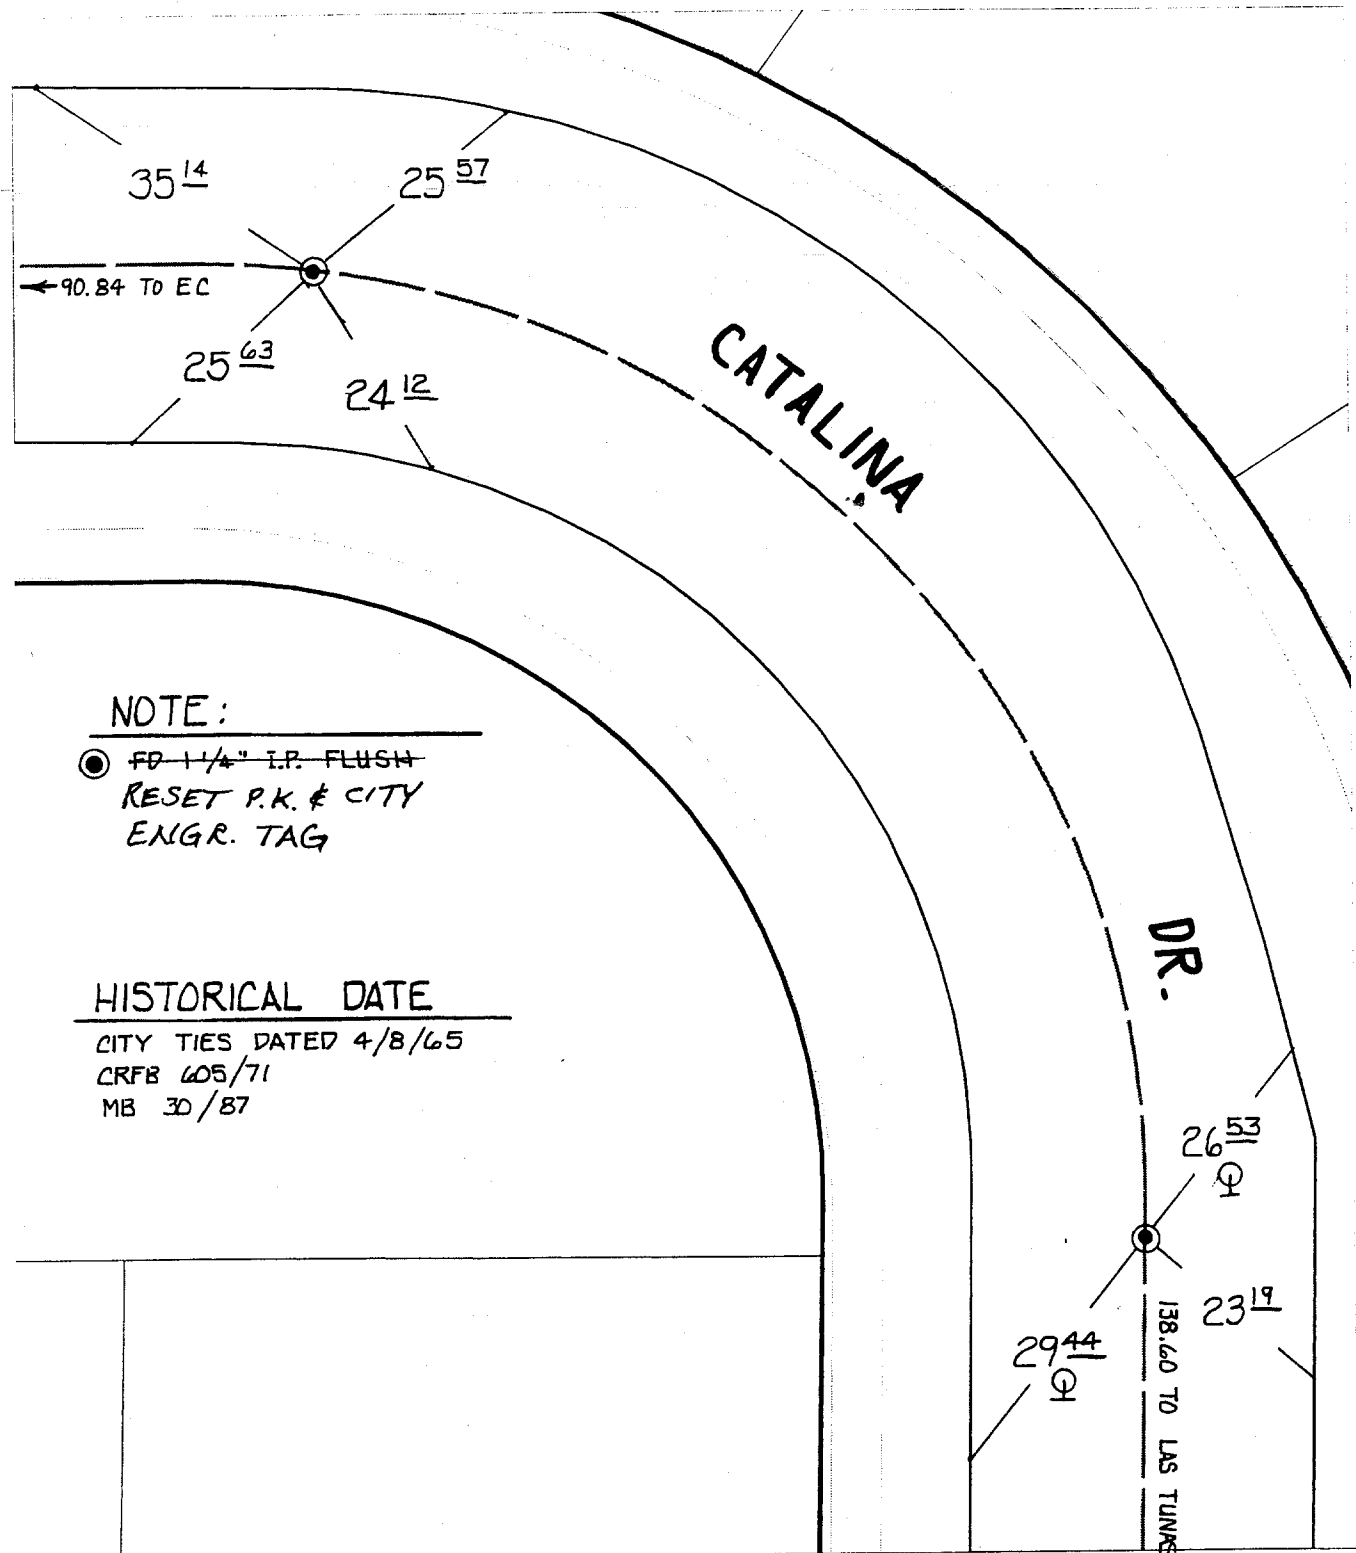 35 14
25 57
←90.84 TO EC
25 63
24 12
CATALINA
DR.
NOTE:
FD 1 1/4" I.P. FLUSH
RESET P.K. & CITY
ENGR. TAG
HISTORICAL DATE
CITY TIES DATED 4/8/65
CRFB 605/71
MB 30/87
26 53
23 19
29 44
138.60 TO LAS TUNAS